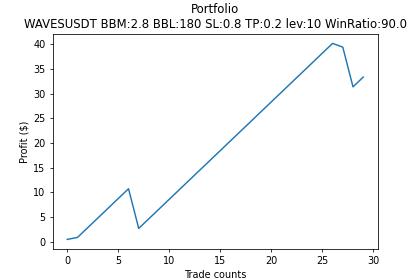 Portfolio
WAVESUSDT BBM:2.8 BBL:180 SL:0.8 TP:0.2 lev:10 WinRatio:90.0
40
35
30
25
20
15
10
5
0
Profit ($)
0 5 10 15 20 25 30
Trade counts